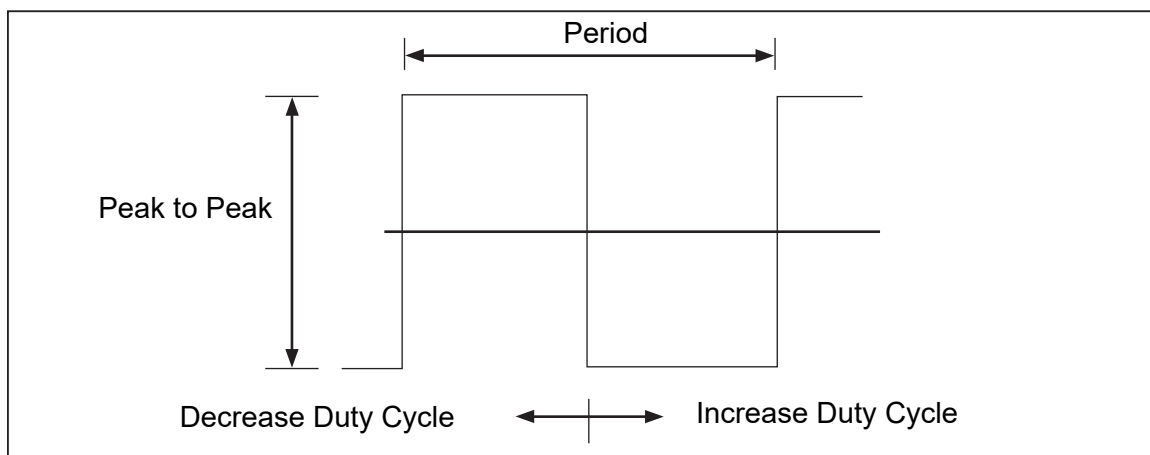 Period
Peak to Peak
Decrease Duty Cycle
Increase Duty Cycle